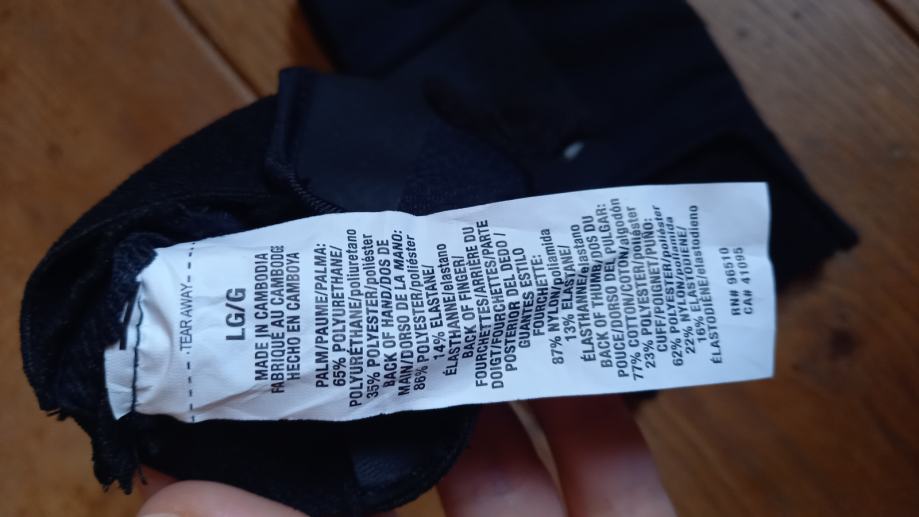 - TEAR AWAY -
LG/G
MADE IN CAMBODIA
FABRIQUÉ AU CAMBODGE
HECHO EN CAMBOYA
PALM/PAUME/PALMA:
65% POLYURETHANE/
POLYURÉTHANE/poliuretano
35% POLYESTER/poliéster
BACK OF HAND/DOS DE
MAIN/DORSO DE LA MANO:
86% POLYESTER/poliéster
14% ELASTANE/
ÉLASTHANNE/elastano
BACK OF FINGER/
FOURCHETTES/ARRIÈRE DU
DOIGT/FOURCHETTES/PARTE
POSTERIOR DEL DEDO /
GUANTES ESTILO
FOURCHETTE:
87% NYLON/poliamida
13% ELASTANE/
ÉLASTHANNE/elastano
BACK OF THUMB/DOS DU
POUCE/DORSO DEL PULGAR:
77% COTTON/COTON/algodón
23% POLYESTER/poliéster
CUFF/POIGNET/PUÑO:
62% POLYESTER/poliéster
22% NYLON/poliamida
16% ELASTODIENE/
ÉLASTODIÈNE/elastodieno
RN# 96510
CA# 41095